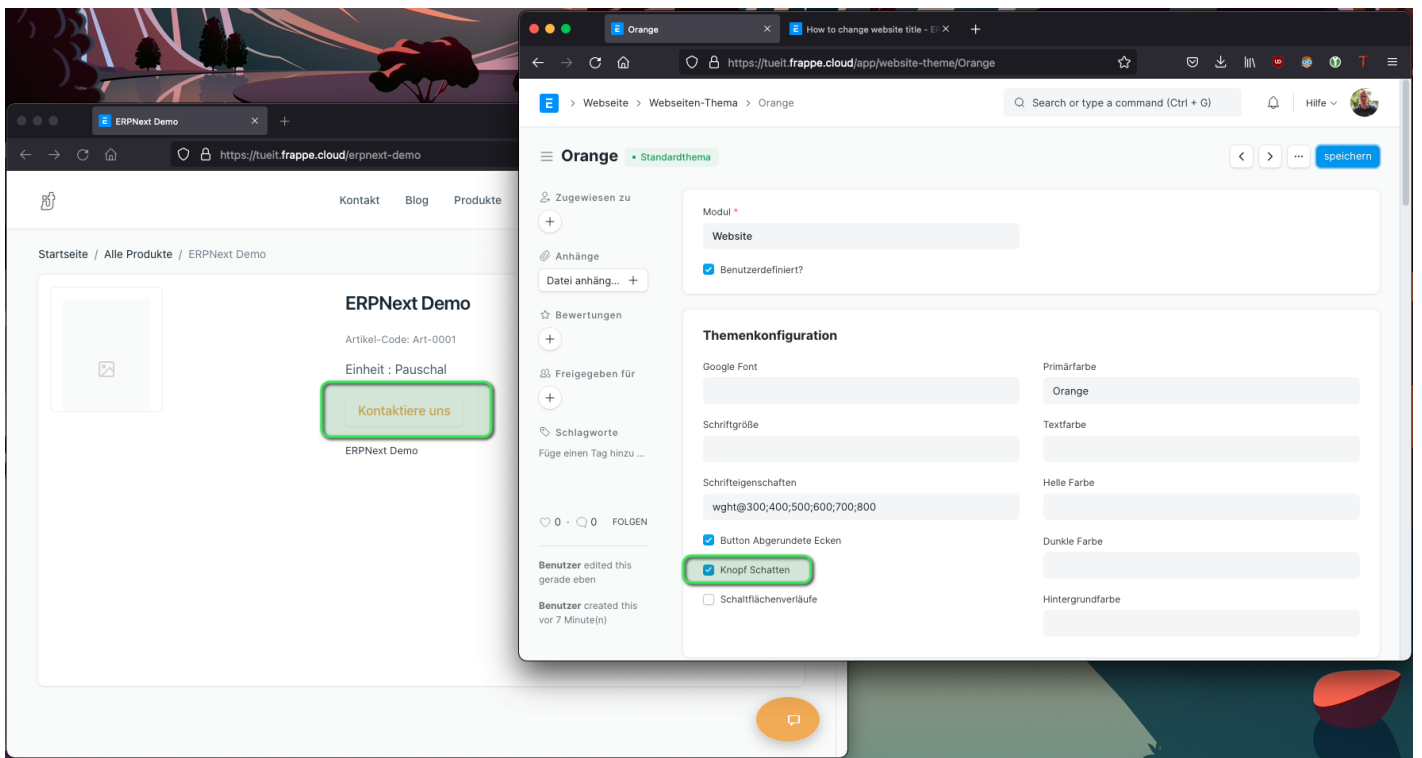 ERPNext Demo
https://tueit.frappe.cloud/erpnext-demo
Kontakt Blog Produkte
Startseite / Alle Produkte / ERPNext Demo
ERPNext Demo
Artikel-Code: Art-0001
Einheit : Pauschal
Kontaktiere uns
ERPNext Demo
Orange
How to change website title - ER
https://tueit.frappe.cloud/app/website-theme/Orange
E > Webseite > Webseiten-Thema > Orange
Search or type a command (Ctrl + G)
Hilfe
Orange • Standardthema
speichern
Zugewiesen zu
Anhänge
Datei anhäng... +
Bewertungen
Freigegeben für
Schlagworte
Füge einen Tag hinzu ...
0 · 0 FOLGEN
Benutzer edited this
gerade eben
Benutzer created this
vor 7 Minute(n)
Modul *
Website
Benutzerdefiniert?
Themenkonfiguration
Google Font
Schriftgröße
Schrifteigenschaften
wght@300;400;500;600;700;800
Button Abgerundete Ecken
Knopf Schatten
Schaltflächenverläufe
Primärfarbe
Orange
Textfarbe
Helle Farbe
Dunkle Farbe
Hintergrundfarbe